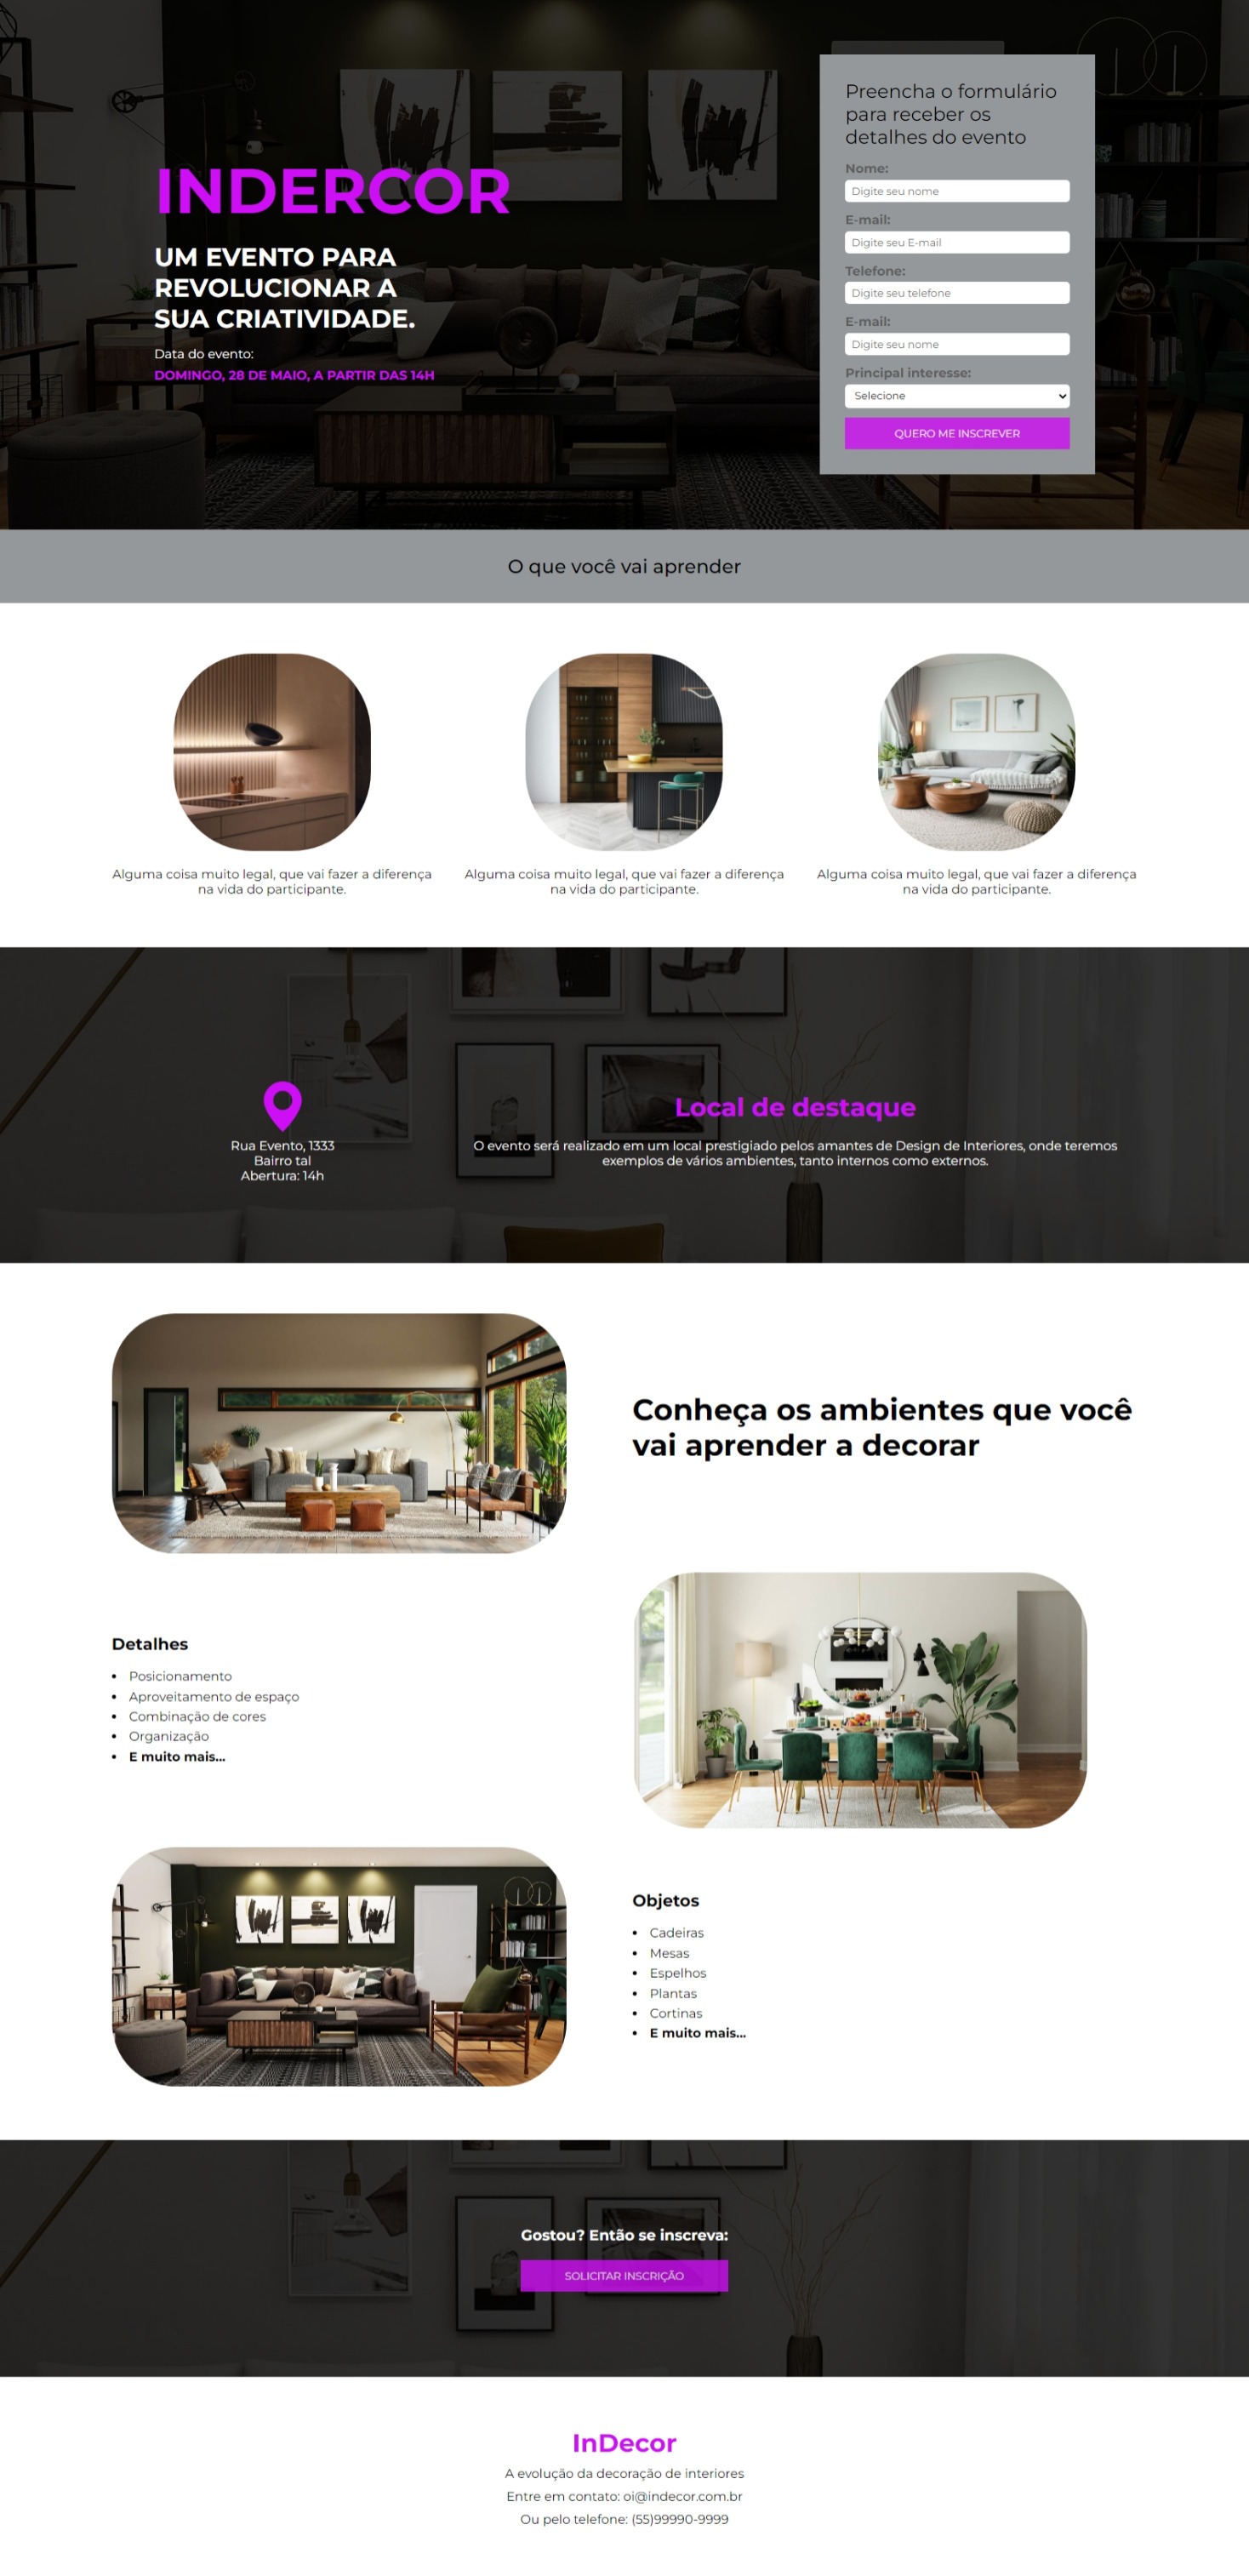 INDERCOR
UM EVENTO PARA
REVOLUCIONAR A
SUA CRIATIVIDADE.
Data do evento:
DOMINGO, 28 DE MAIO, A PARTIR DAS 14H
Preencha o formulário
para receber os
detalhes do evento
Nome:
Digite seu nome
E-mail:
Digite seu E-mail
Telefone:
Digite seu telefone
E-mail:
Digite seu nome
Principal interesse:
Selecione
QUERO ME INSCREVER
O que você vai aprender
Alguma coisa muito legal, que vai fazer a diferença
na vida do participante.
Alguma coisa muito legal, que vai fazer a diferença
na vida do participante.
Alguma coisa muito legal, que vai fazer a diferença
na vida do participante.
Rua Evento, 1333
Bairro tal
Abertura: 14h
Local de destaque
O evento será realizado em um local prestigiado pelos amantes de Design de Interiores, onde teremos
exemplos de vários ambientes, tanto internos como externos.
Conheça os ambientes que você
vai aprender a decorar
Detalhes
Posicionamento
Aproveitamento de espaço
Combinação de cores
Organização
E muito mais...
Objetos
Cadeiras
Mesas
Espelhos
Plantas
Cortinas
E muito mais...
Gostou? Então se inscreva:
SOLICITAR INSCRIÇÃO
InDecor
A evolução da decoração de interiores
Entre em contato: oi@indecor.com.br
Ou pelo telefone: (55)99990-9999